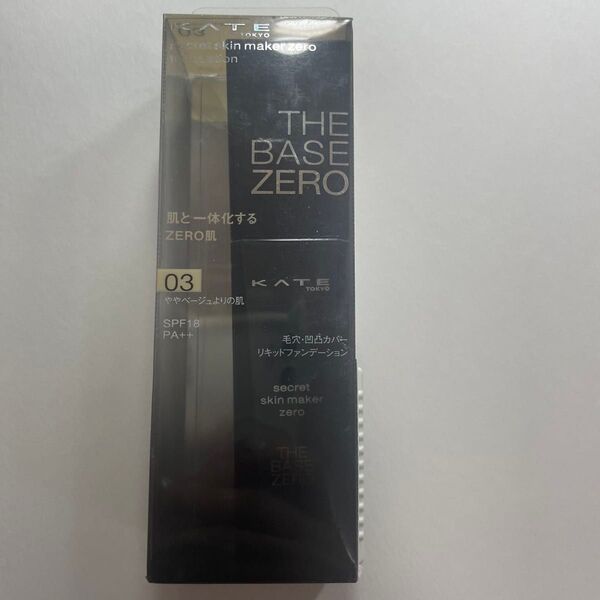 03
KATE
TOKYO
secret skin maker zero
THE
BASE
ZERO
肌と一体化する
ZERO肌
03
ややベージュよりの肌
SPF18
PA++
KATE
TOKYO
毛穴・凹凸カバー
リキッドファンデーション
secret
skin maker
zero
THE
BASE
ZERO